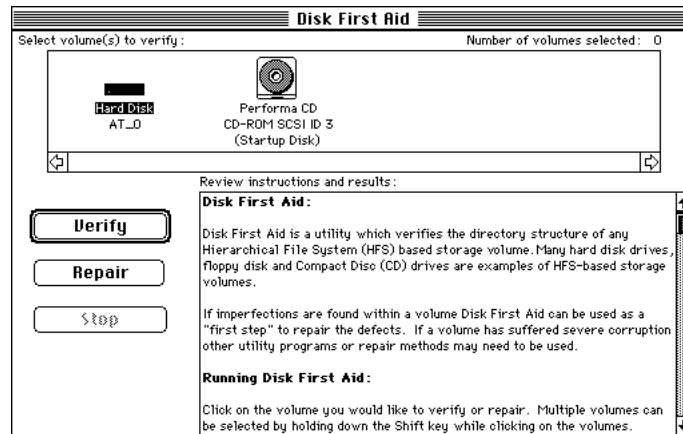 Disk First Aid
Select volume(s) to verify:
Number of volumes selected: 0
Hard Disk
AT_0
Performa CD
CD-ROM SCSI ID 3
(Startup Disk)
Review instructions and results:
Verify
Repair
Stop
Disk First Aid:
Disk First Aid is a utility which verifies the directory structure of any
Hierarchical File System (HFS) based storage volume. Many hard disk drives,
floppy disk and Compact Disc (CD) drives are examples of HFS-based storage
volumes.
If imperfections are found within a volume Disk First Aid can be used as a
"first step" to repair the defects. If a volume has suffered severe corruption
other utility programs or repair methods may need to be used.
Running Disk First Aid:
Click on the volume you would like to verify or repair. Multiple volumes can
be selected by holding down the Shift key while clicking on the volumes.